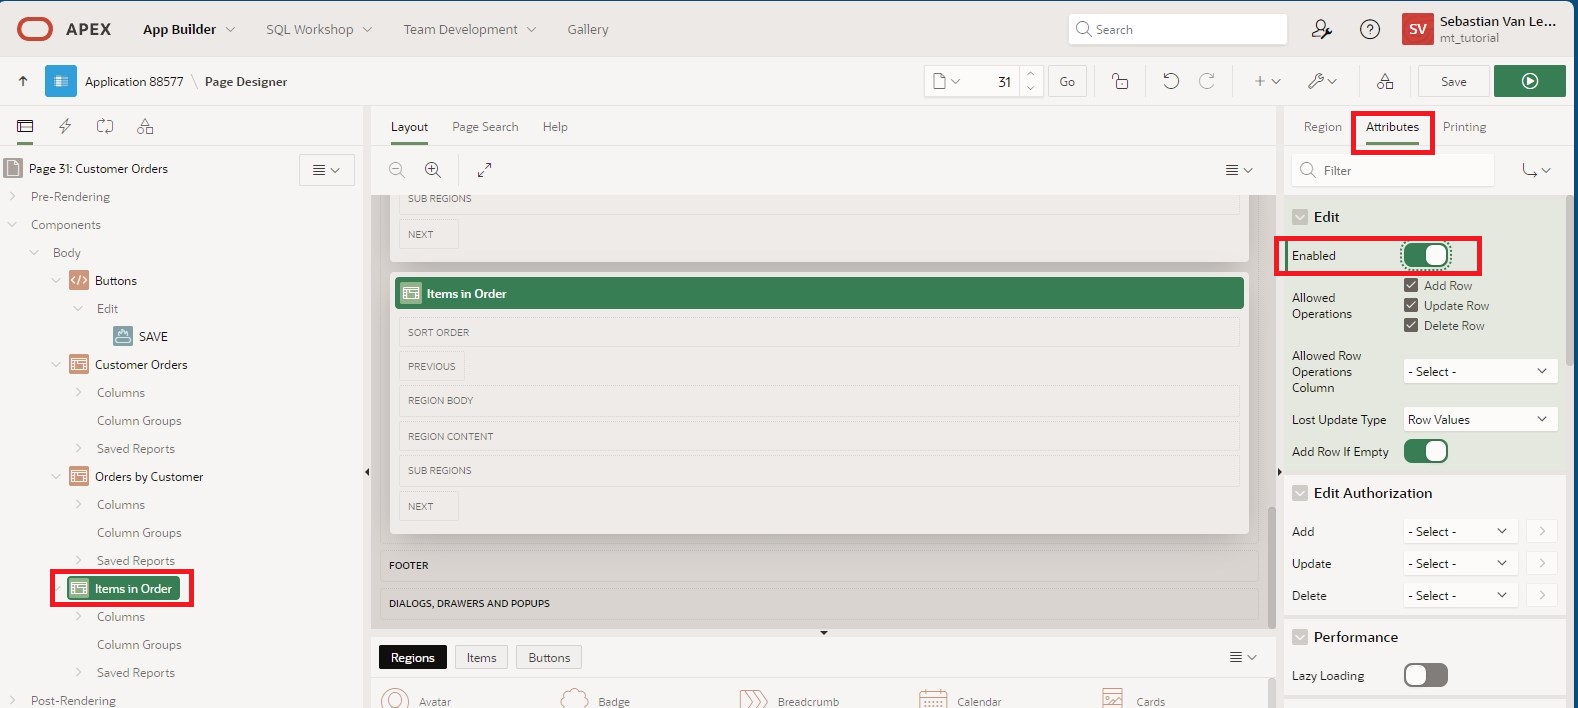 APEX App Builder SQL Workshop Team Development Gallery Search SV Sebastian Van Le...
mt_tutorial
Application 88577 \ Page Designer 31 Go Save
Layout Page Search Help
Region Attributes Printing
Page 31: Customer Orders
Pre-Rendering
Components
Body
Buttons
Edit
SAVE
Customer Orders
Columns
Column Groups
Saved Reports
Orders by Customer
Columns
Column Groups
Saved Reports
Items in Order
Columns
Column Groups
Saved Reports
Post-Rendering
SUB REGIONS
NEXT
Items in Order
SORT ORDER
PREVIOUS
REGION BODY
REGION CONTENT
SUB REGIONS
NEXT
FOOTER
DIALOGS, DRAWERS AND POPUPS
Regions Items Buttons
Avatar Badge Breadcrumb Calendar Cards
Filter
Edit
Enabled
Allowed
Operations
Add Row
Update Row
Delete Row
Allowed Row
Operations
Column
- Select -
Lost Update Type Row Values
Add Row If Empty
Edit Authorization
Add - Select -
Update - Select -
Delete - Select -
Performance
Lazy Loading